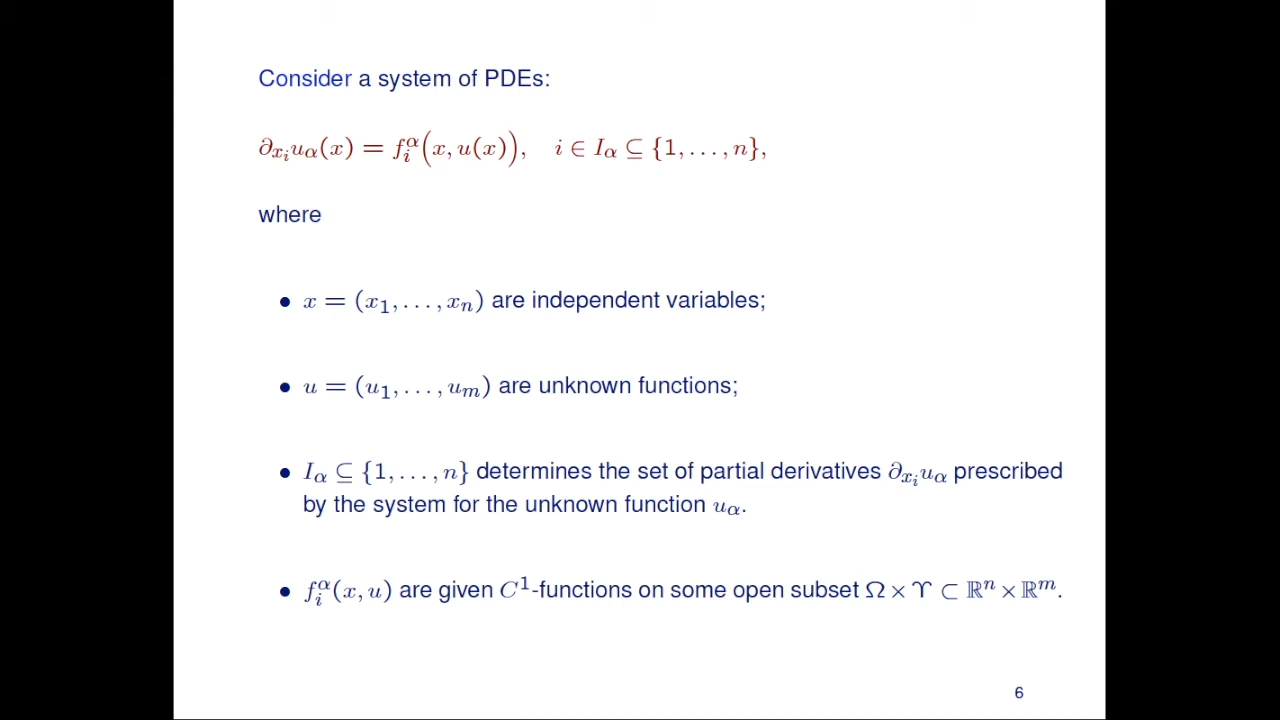 Consider a system of PDEs:
∂_{x_i} u_α(x) = f_i^α(x, u(x)),   i ∈ I_α ⊆ {1, . . . , n},
where
• x = (x_1, . . . , x_n) are independent variables;
• u = (u_1, . . . , u_m) are unknown functions;
• I_α ⊆ {1, . . . , n} determines the set of partial derivatives ∂_{x_i} u_α prescribed
by the system for the unknown function u_α.
• f_i^α(x, u) are given C^1-functions on some open subset Ω × ϒ ⊂ ℝ^n × ℝ^m.
6